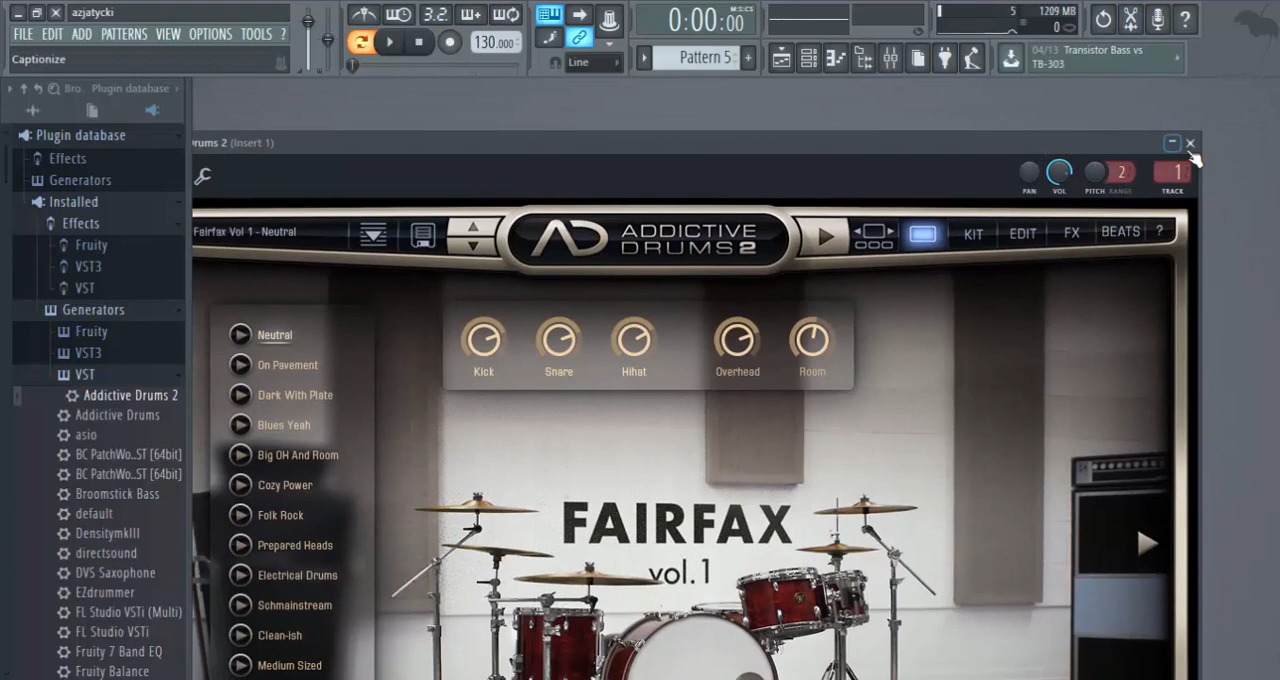 azjatycki
FILE EDIT ADD PATTERNS VIEW OPTIONS TOOLS ?
Captionize
3.2
130.000
Line
0:00:00
M:S:CS
Pattern 5
5
1209 MB
0
04/13 Transistor Bass vs
TB-303
Bro.. Plugin database
Plugin database
Effects
Generators
Installed
Effects
Fruity
VST3
VST
Generators
Fruity
VST3
VST
Addictive Drums 2
Addictive Drums
asio
BC PatchWo...ST [64bit]
BC PatchWo...ST [64bit]
Broomstick Bass
default
DensitymkIII
directsound
DVS Saxophone
EZdrummer
FL Studio VSTi (Multi)
FL Studio VSTi
Fruity 7 Band EQ
Fruity Balance
rums 2 (Insert 1)
PAN VOL PITCH RANGE 2 TRACK 1
Fairfax Vol 1 - Neutral
ADDICTIVE
DRUMS 2
KIT EDIT FX BEATS ?
Neutral
On Pavement
Dark With Plate
Blues Yeah
Big OH And Room
Cozy Power
Folk Rock
Prepared Heads
Electrical Drums
Schmainstream
Clean-ish
Medium Sized
Kick Snare Hihat Overhead Room
FAIRFAX
vol.1